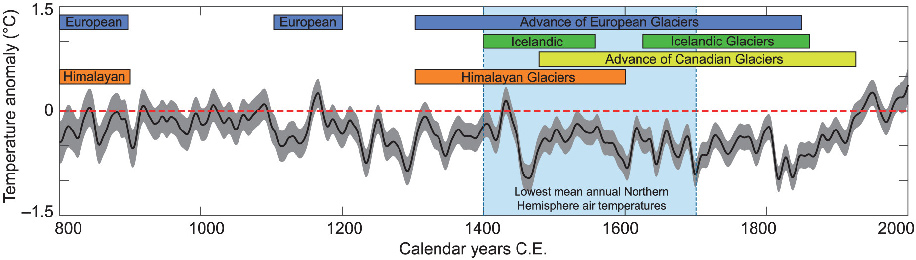 Temperature anomaly (°C)
1.5
0
−1.5
European
European
Advance of European Glaciers
Icelandic
Icelandic Glaciers
Advance of Canadian Glaciers
Himalayan
Himalayan Glaciers
Lowest mean annual Northern
Hemisphere air temperatures
800
1000
1200
1400
1600
1800
2000
Calendar years C.E.